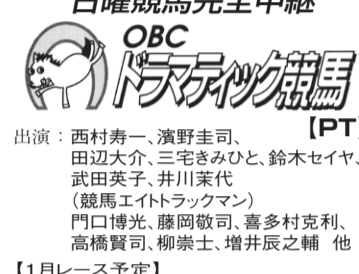 日曜競馬完全中継
OBC
ドラマティック競馬
【PT】
出演：西村寿一、濱野圭司、
田辺大介、三宅きみひと、鈴木セイヤ、
武田英子、井川茉代
（競馬エイトトラックマン）
門口博光、藤岡敬司、喜多村克利、
高橋賢司、柳崇士、増井辰之輔 他
【1月レース予定】